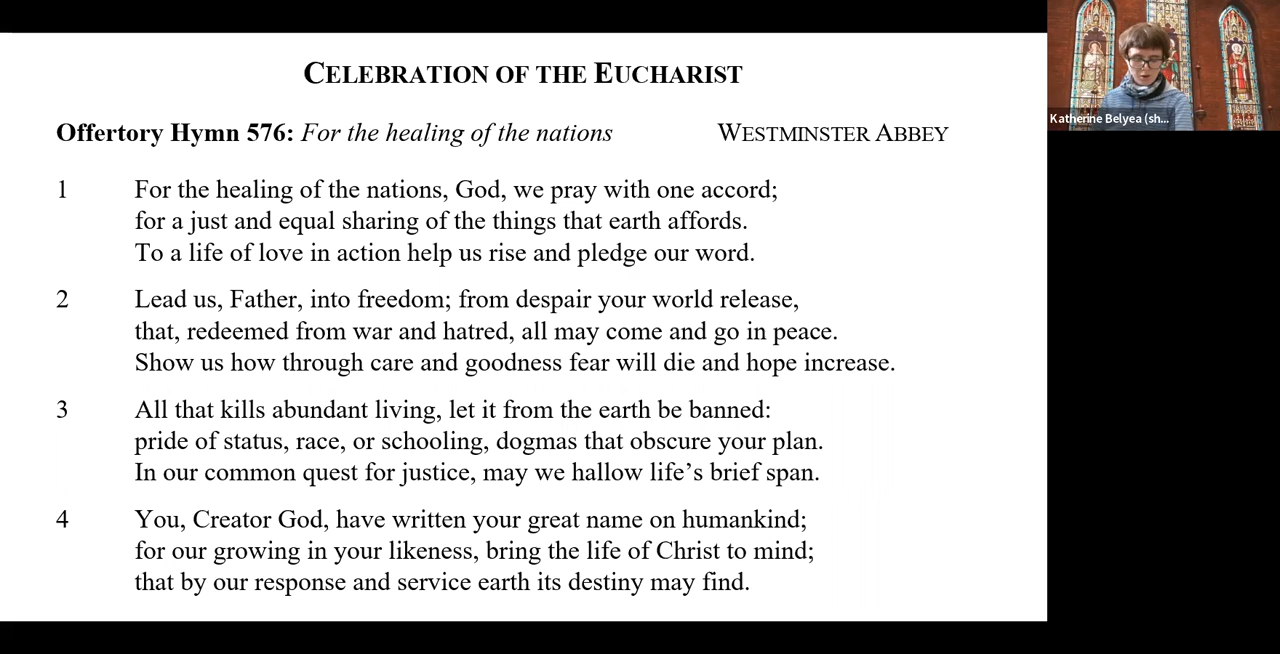 CELEBRATION OF THE EUCHARIST
Offertory Hymn 576: For the healing of the nations WESTMINSTER ABBEY
1 For the healing of the nations, God, we pray with one accord;
for a just and equal sharing of the things that earth affords.
To a life of love in action help us rise and pledge our word.
2 Lead us, Father, into freedom; from despair your world release,
that, redeemed from war and hatred, all may come and go in peace.
Show us how through care and goodness fear will die and hope increase.
3 All that kills abundant living, let it from the earth be banned:
pride of status, race, or schooling, dogmas that obscure your plan.
In our common quest for justice, may we hallow life’s brief span.
4 You, Creator God, have written your great name on humankind;
for our growing in your likeness, bring the life of Christ to mind;
that by our response and service earth its destiny may find.
Katherine Belyea (sh...